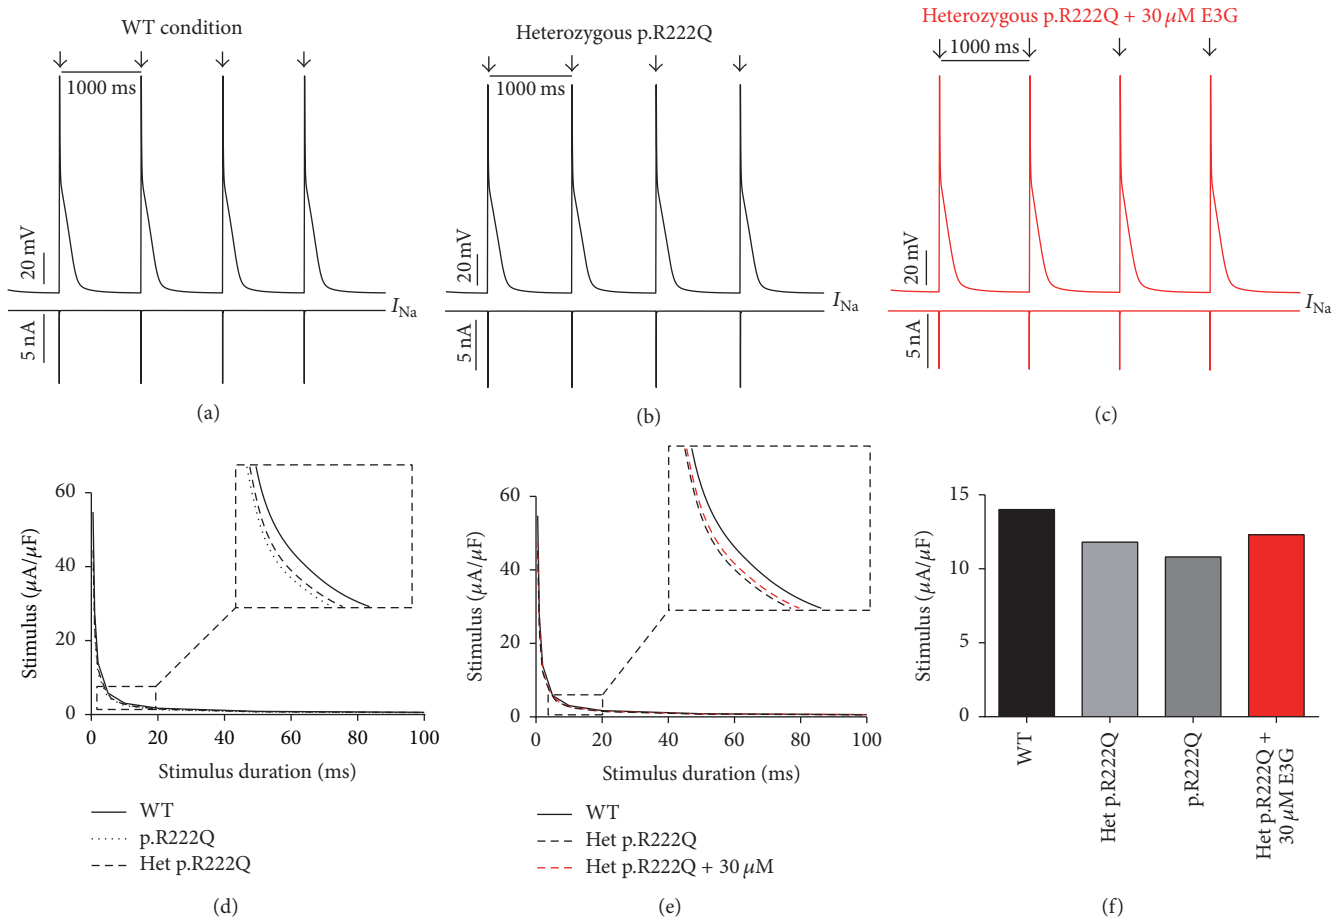 WT condition
1000 ms
20 mV
5 nA
I_Na
(a)
Heterozygous p.R222Q
1000 ms
20 mV
5 nA
I_Na
(b)
Heterozygous p.R222Q + 30 μM E3G
1000 ms
20 mV
5 nA
I_Na
(c)
Stimulus (μA/μF)
60
40
20
0
0 20 40 60 80 100
Stimulus duration (ms)
WT
p.R222Q
Het p.R222Q
(d)
Stimulus (μA/μF)
60
40
20
0
0 20 40 60 80 100
Stimulus duration (ms)
WT
Het p.R222Q
Het p.R222Q + 30 μM
(e)
Stimulus (μA/μF)
15
10
5
0
WT
Het p.R222Q
p.R222Q
Het p.R222Q +
30 μM E3G
(f)